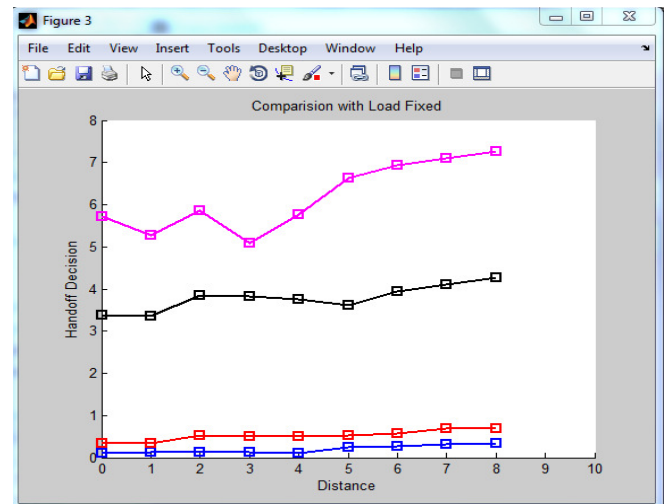 Figure 3
File Edit View Insert Tools Desktop Window Help
Comparision with Load Fixed
8
7
6
5
4
3
2
1
0
Handoff Decision
0 1 2 3 4 5 6 7 8 9 10
Distance